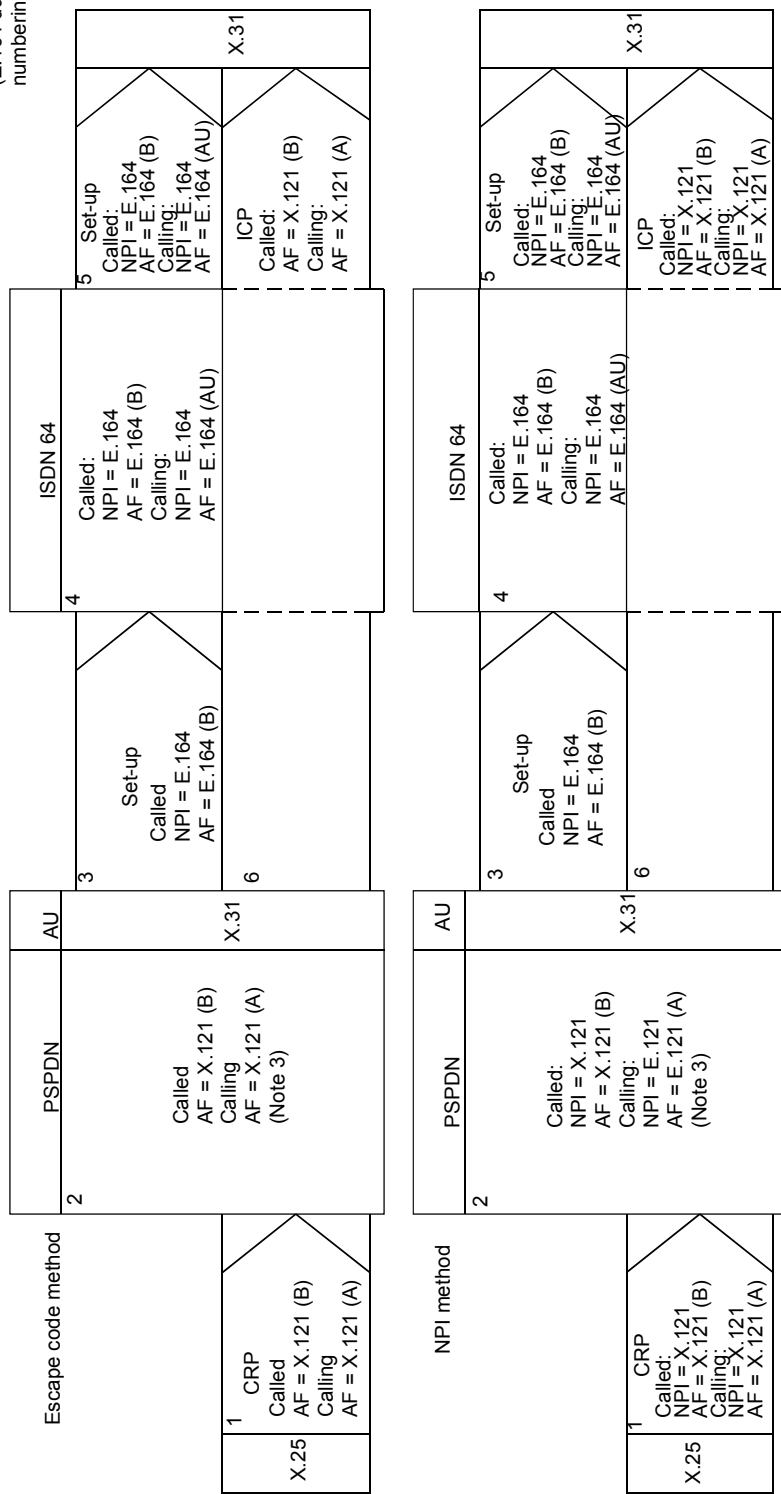 numberin
Escape code method
PSPDN
AU
ISDN 64
X.25
1
CRP
Called
AF = X.121 (B)
Calling
AF = X.121 (A)
2
Called
AF = X.121 (B)
Calling
AF = X.121 (A)
(Note 3)
X.31
3
Set-up
Called
NPI = E.164
AF = E.164 (B)
6
4
Called:
NPI = E.164
AF = E.164 (B)
Calling:
NPI = E.164
AF = E.164 (AU)
5
Set-up
Called:
NPI = E.164
AF = E.164 (B)
Calling:
NPI = E.164
AF = E.164 (AU)
ICP
Called:
AF = X.121 (B)
Calling:
AF = X.121 (A)
X.31
NPI method
PSPDN
AU
ISDN 64
X.25
1
CRP
Called:
NPI = X.121
AF = X.121 (B)
Calling:
NPI = X.121
AF = X.121 (A)
2
Called:
NPI = X.121
AF = X.121 (B)
Calling:
NPI = E.121
AF = E.121 (A)
(Note 3)
X.31
3
Set-up
Called
NPI = E.164
AF = E.164 (B)
6
4
Called:
NPI = E.164
AF = E.164 (B)
Calling:
NPI = E.164
AF = E.164 (AU)
5
Set-up
Called:
NPI = E.164
AF = E.164 (B)
Calling:
NPI = E.164
AF = E.164 (AU)
ICP
Called:
NPI = X.121
AF = X.121 (B)
Calling:
NPI = X.121
AF = X.121 (A)
X.31